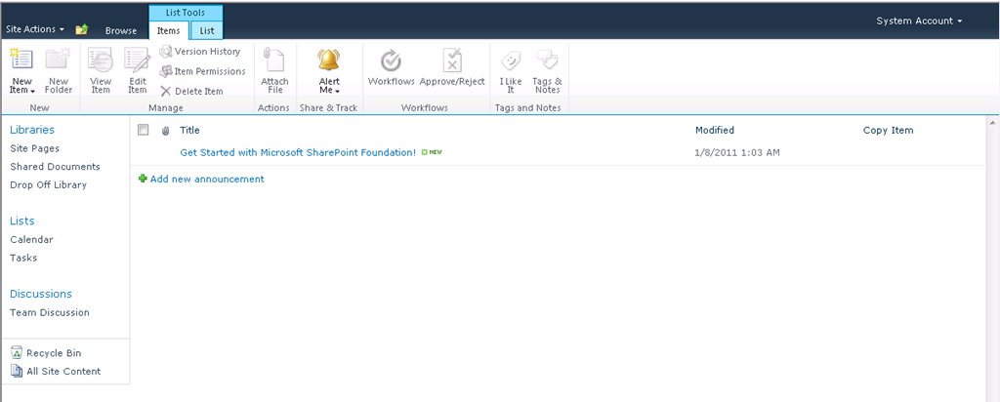 List Tools
Site Actions Browse Items List System Account
Version History
Item Permissions
Delete Item
New Item
New Folder
View Item
Edit Item
Attach File
Alert Me
Workflows
Approve/Reject
I Like It
Tags & Notes
New Manage Actions Share & Track Workflows Tags and Notes
Libraries
Site Pages
Shared Documents
Drop Off Library
Lists
Calendar
Tasks
Discussions
Team Discussion
Recycle Bin
All Site Content
Title Modified Copy Item
Get Started with Microsoft SharePoint Foundation! NEW 1/8/2011 1:03 AM
Add new announcement